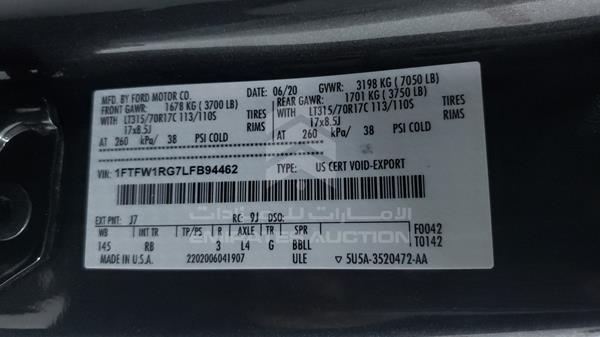 MFD. BY FORD MOTOR CO. DATE: 06/20 GVWR: 3198 KG (7050 LB)
FRONT GAWR: 1678 KG (3700 LB) REAR GAWR: 1701 KG (3750 LB)
WITH LT315/70R17C 113/110S TIRES WITH LT315/70R17C 113/110S TIRES
17x8.5J RIMS 17x8.5J RIMS
AT 260 kPa/ 38 PSI COLD AT 260 kPa/ 38 PSI COLD
VIN: 1FTFW1RG7LFB94462 TYPE: US CERT VOID-EXPORT
EXT PNT: J7 RC: 9J DSO: F0042
WB INT TR TP/PS R AXLE TR SPR T0142
145 RB 3 L4 G BBLL
MADE IN U.S.A. 2202006041907 ULE 5U5A-3520472-AA
الإمارات للمزادات
EMIRATES AUCTION